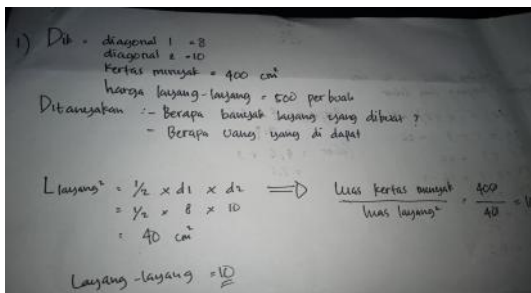 1) Dik = diagonal 1 = 8
diagonal 2 = 10
Kertas minyak = 400 cm²
harga layang-layang = 500 per buah
Ditanyakan :- Berapa banyak layang yang dibuat ?
- Berapa uang yang di dapat
L layang² = 1/2 x d1 x d2 => luas kertas minyak / luas layang² = 400 / 40 =
= 1/2 x 8 x 10
= 40 cm²
Layang-layang = 10